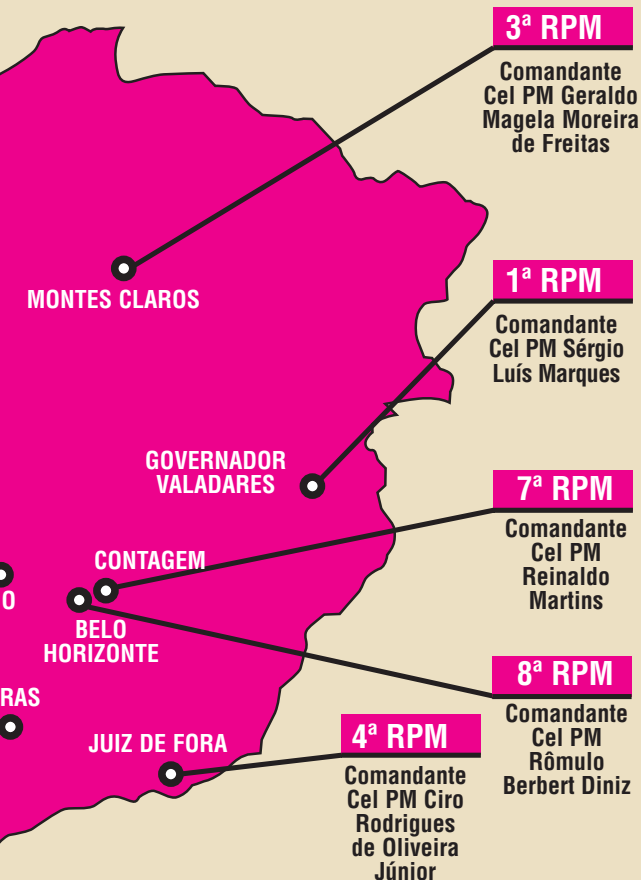 3ª RPM
Comandante
Cel PM Geraldo
Magela Moreira
de Freitas
MONTES CLAROS
1ª RPM
Comandante
Cel PM Sérgio
Luís Marques
GOVERNADOR
VALADARES
7ª RPM
Comandante
Cel PM
Reinaldo
Martins
CONTAGEM
O
BELO
HORIZONTE
8ª RPM
Comandante
Cel PM
Rômulo
Berbert Diniz
RAS
JUIZ DE FORA
4ª RPM
Comandante
Cel PM Ciro
Rodrigues
de Oliveira
Júnior